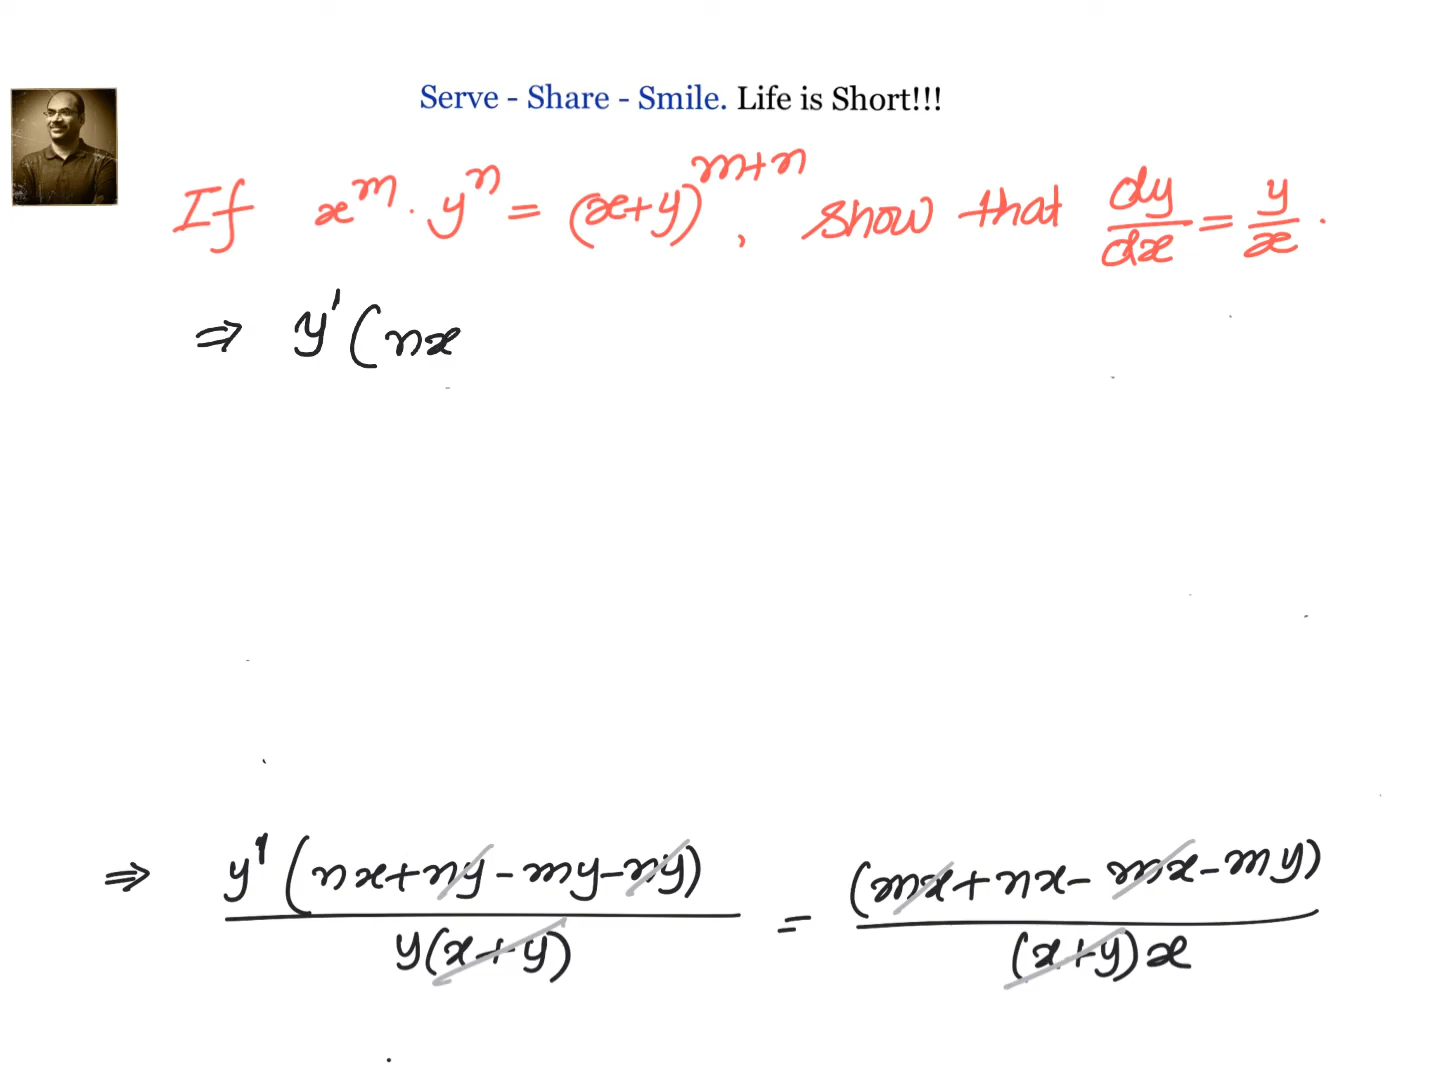 Serve - Share - Smile. Life is Short!!!
If x^m . y^n = (x+y)^(m+n), show that dy/dx = y/x .
⇒ y' (nx
⇒ y' (nx+ny-my-ny) / y(x+y) = (mx+nx-mx-my) / (x+y)x